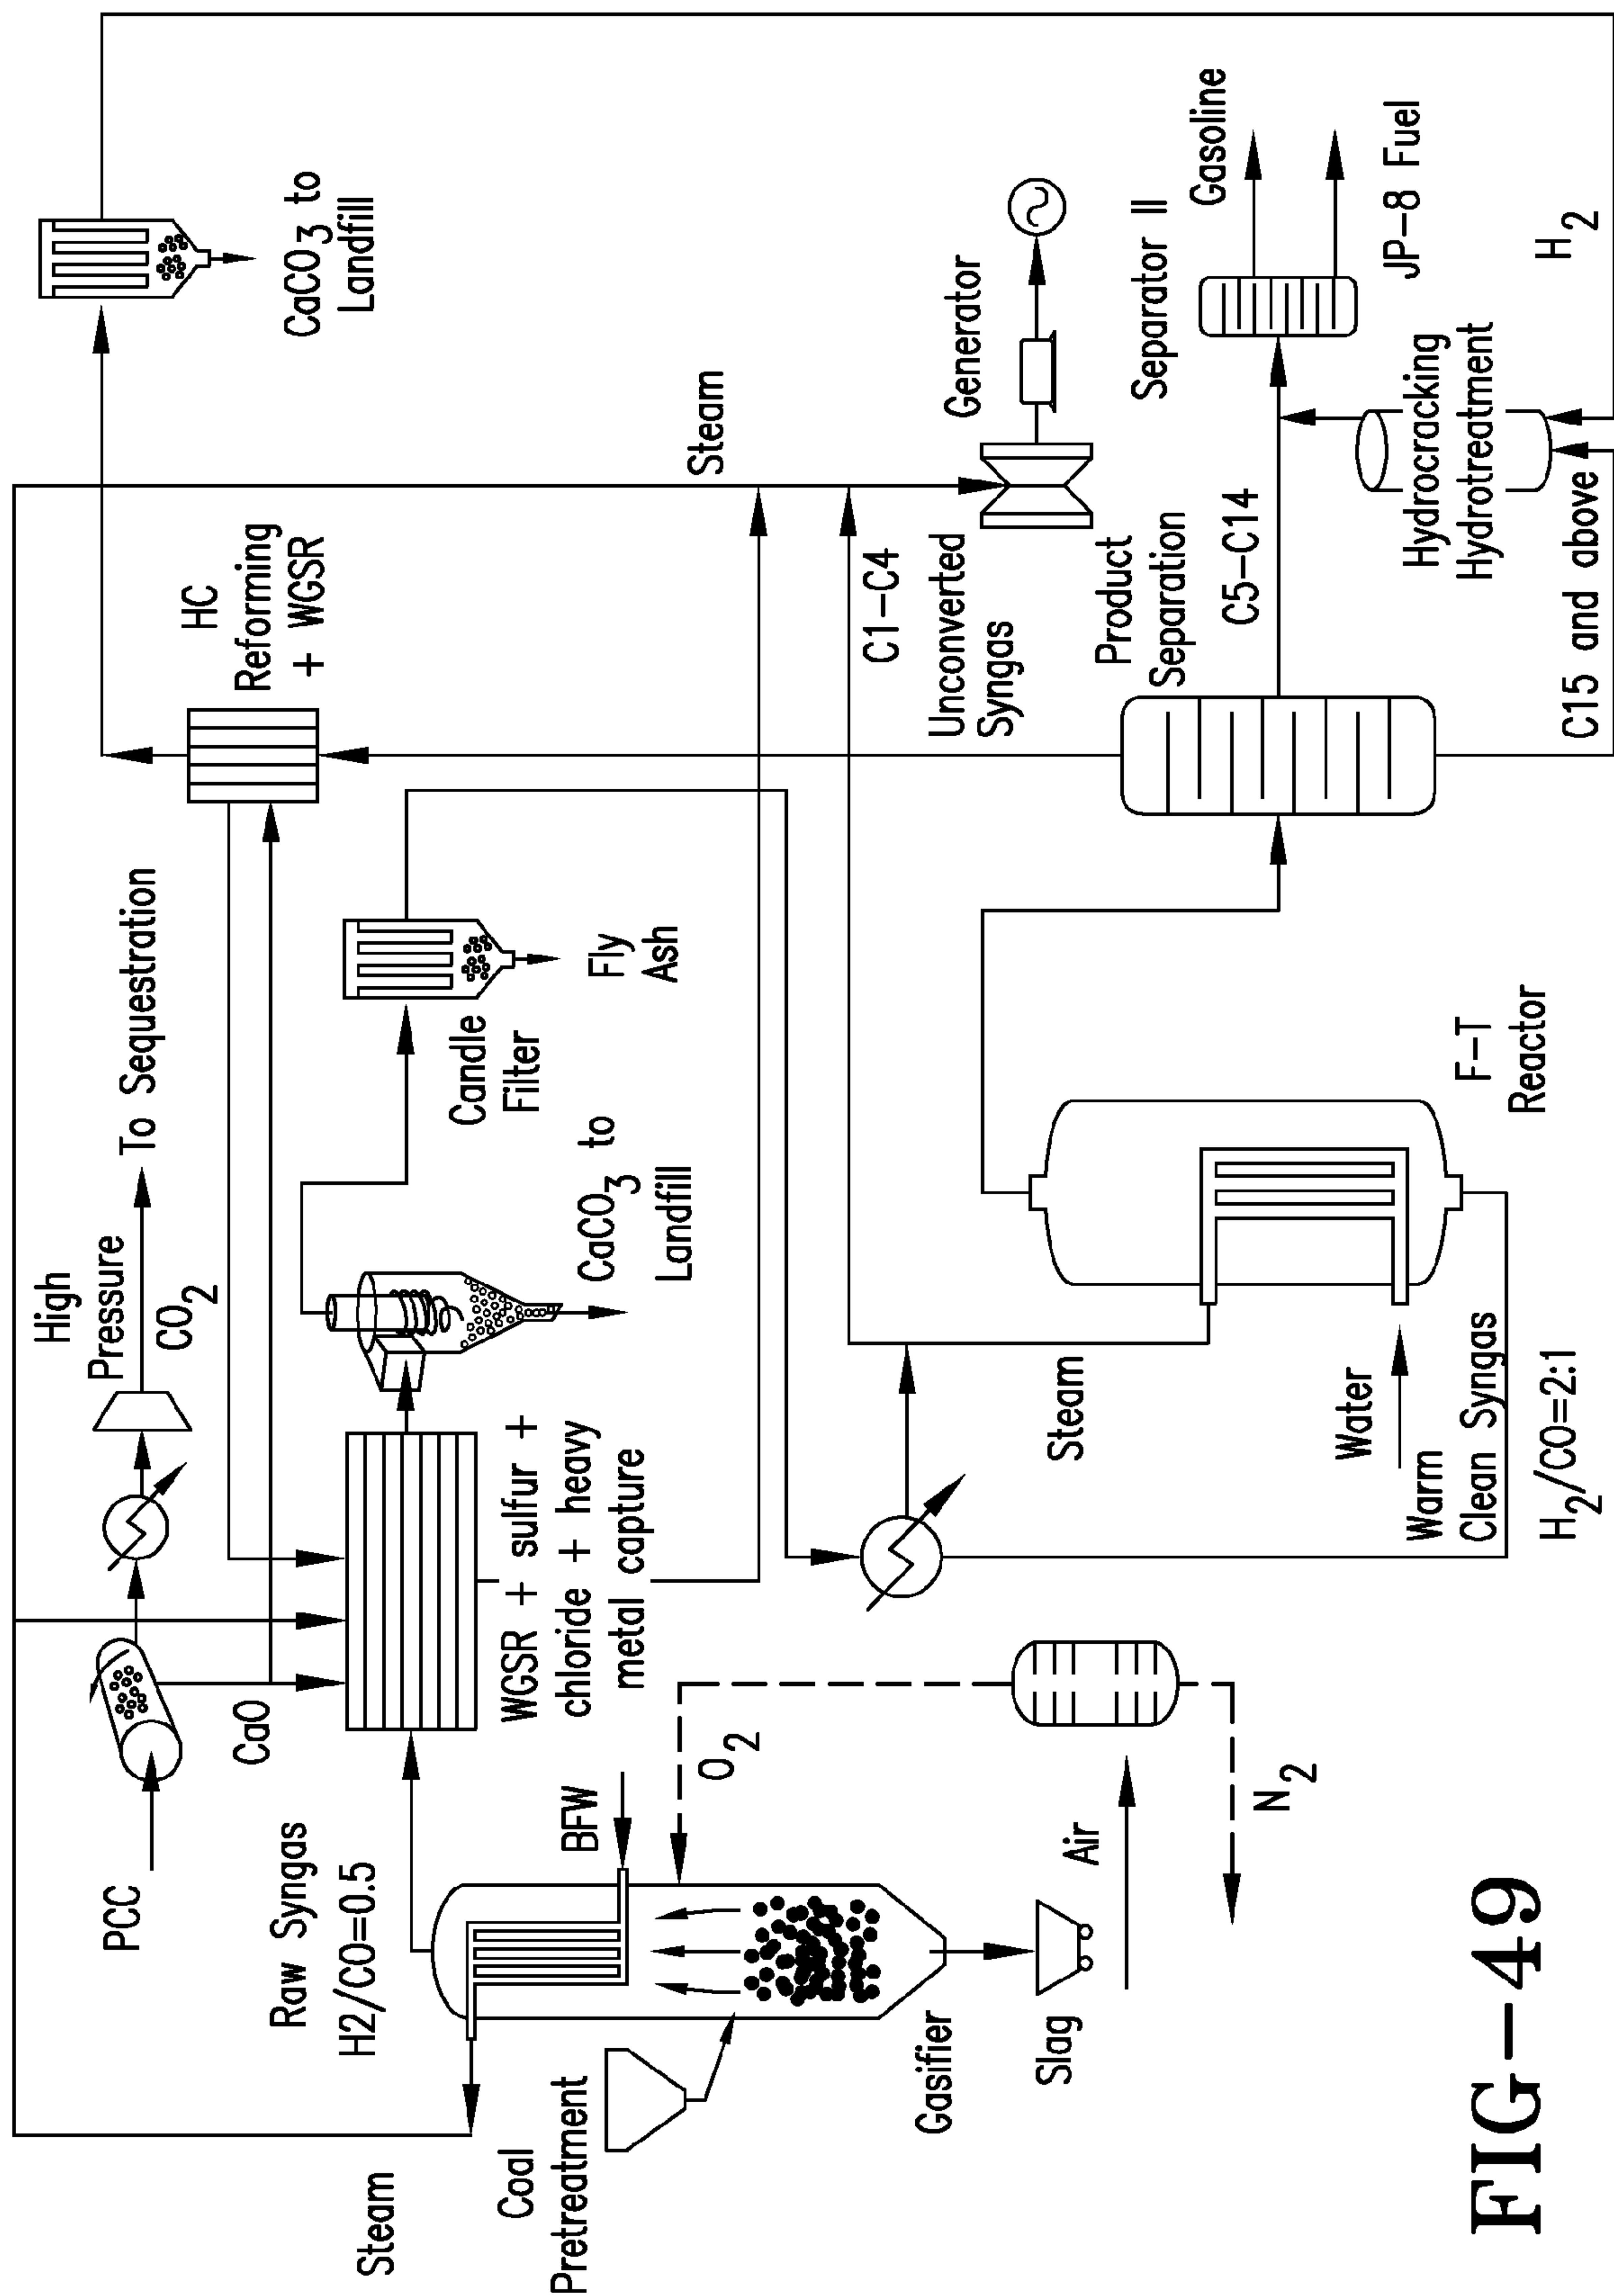 High
Pressure
CO2
To Sequestration
PCC
CaO
HC
Reforming
+ WGSR
CaCO3 to
Landfill
Raw Syngas
H2/CO=0.5
Steam
WGSR + sulfur +
chloride + heavy
metal capture
CaCO3 to
Landfill
Candle
Filter
Fly
Ash
Steam
Coal
Pretreatment
BFW
O2
Gasifier
Slag
Air
N2
C1-C4
Unconverted
Syngas
Generator
Steam
Water
Warm
Clean Syngas
H2/CO=2:1
F-T
Reactor
Product
Separation
C5-C14
Separator II
Gasoline
JP-8 Fuel
Hydrocracking
Hydrotreatment
C15 and above
H2
FIG-49